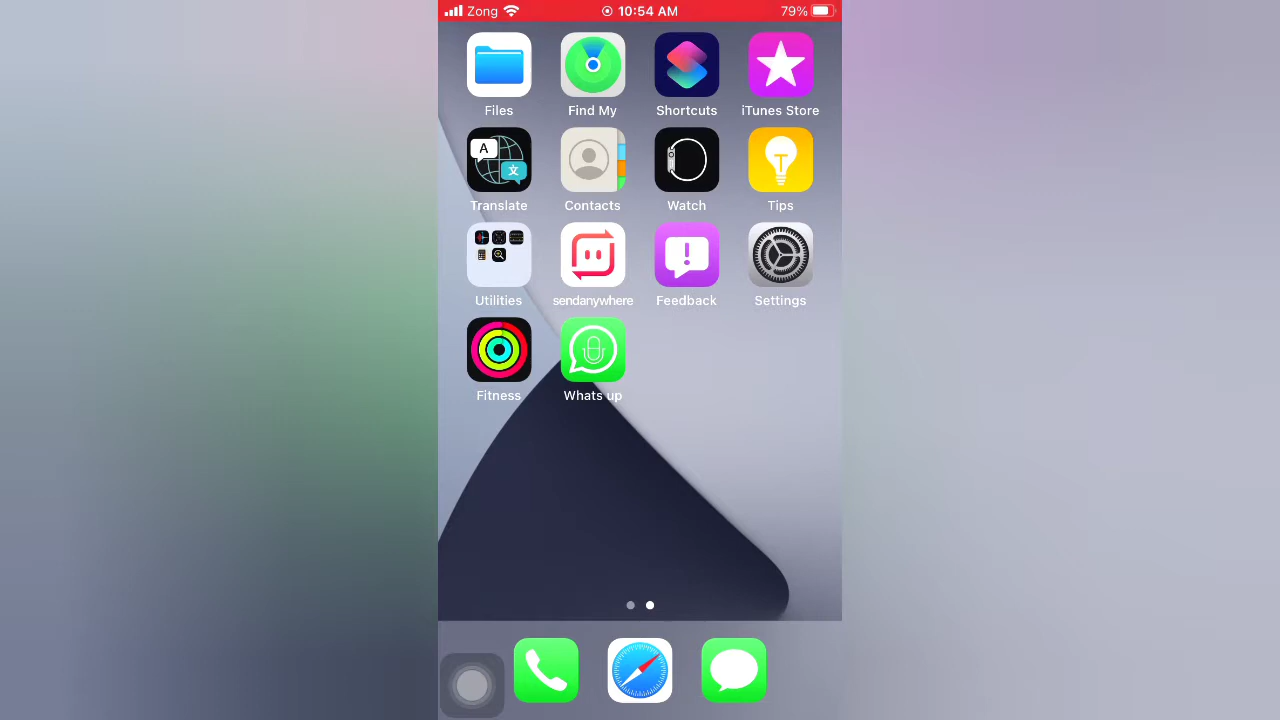 Zong 10:54 AM 79%
Files Find My Shortcuts iTunes Store
A 文
Translate Contacts Watch Tips
Utilities sendanywhere Feedback Settings
Fitness Whats up